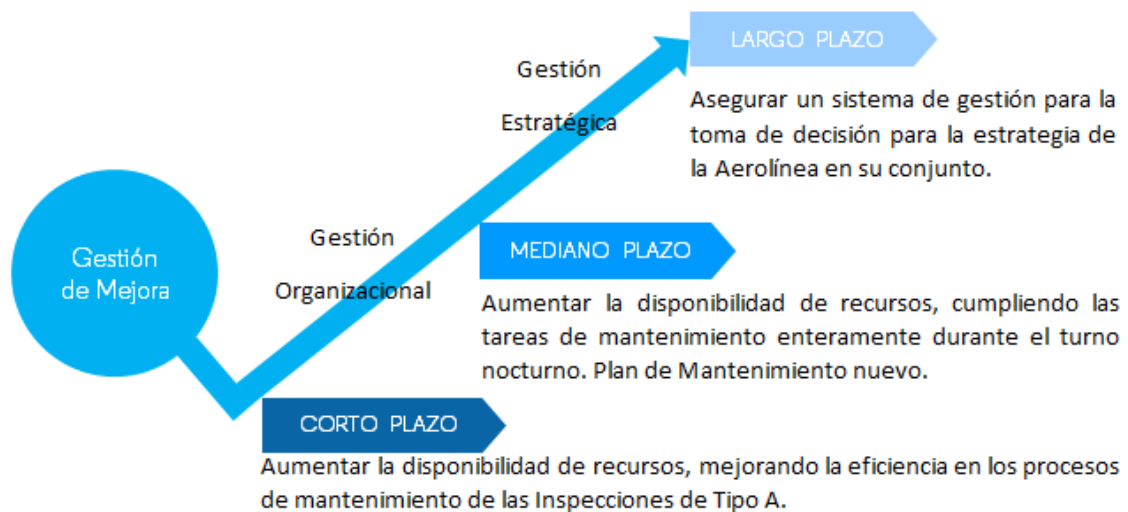 LARGO PLAZO
Gestión
Estratégica
Asegurar un sistema de gestión para la
toma de decisión para la estrategia de
la Aerolínea en su conjunto.
Gestión
de Mejora
Gestión
Organizacional
MEDIANO PLAZO
Aumentar la disponibilidad de recursos, cumpliendo las
tareas de mantenimiento enteramente durante el turno
nocturno. Plan de Mantenimiento nuevo.
CORTO PLAZO
Aumentar la disponibilidad de recursos, mejorando la eficiencia en los procesos
de mantenimiento de las Inspecciones de Tipo A.